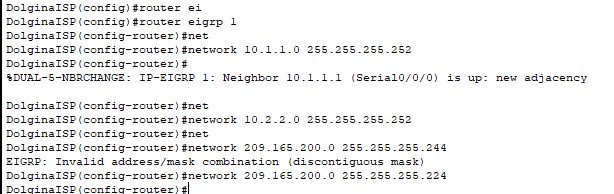 DolginaISP(config)#router ei
DolginaISP(config)#router eigrp 1
DolginaISP(config-router)#net
DolginaISP(config-router)#network 10.1.1.0 255.255.255.252
DolginaISP(config-router)#
%DUAL-5-NBRCHANGE: IP-EIGRP 1: Neighbor 10.1.1.1 (Serial0/0/0) is up: new adjacency
DolginaISP(config-router)#net
DolginaISP(config-router)#network 10.2.2.0 255.255.255.252
DolginaISP(config-router)#net
DolginaISP(config-router)#network 209.165.200.0 255.255.255.244
EIGRP: Invalid address/mask combination (discontiguous mask)
DolginaISP(config-router)#network 209.165.200.0 255.255.255.224
DolginaISP(config-router)#